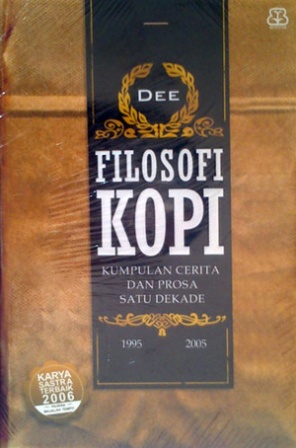 DEE
FILOSOFI
KOPI
KUMPULAN CERITA
DAN PROSA
SATU DEKADE
1995 2005
KARYA
SASTRA
TERBAIK
2006